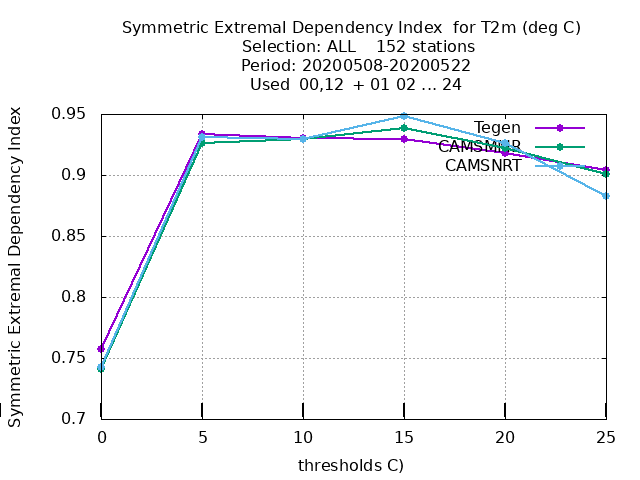 Symmetric Extremal Dependency Index  for T2m (deg C)
Selection: ALL    152 stations
Period: 20200508-20200522
Used  00,12  + 01 02 ... 24
Symmetric Extremal Dependency Index
0.95
0.9
0.85
0.8
0.75
0.7
Tegen
CAMSNRT
0
5
10
15
20
25
thresholds C)